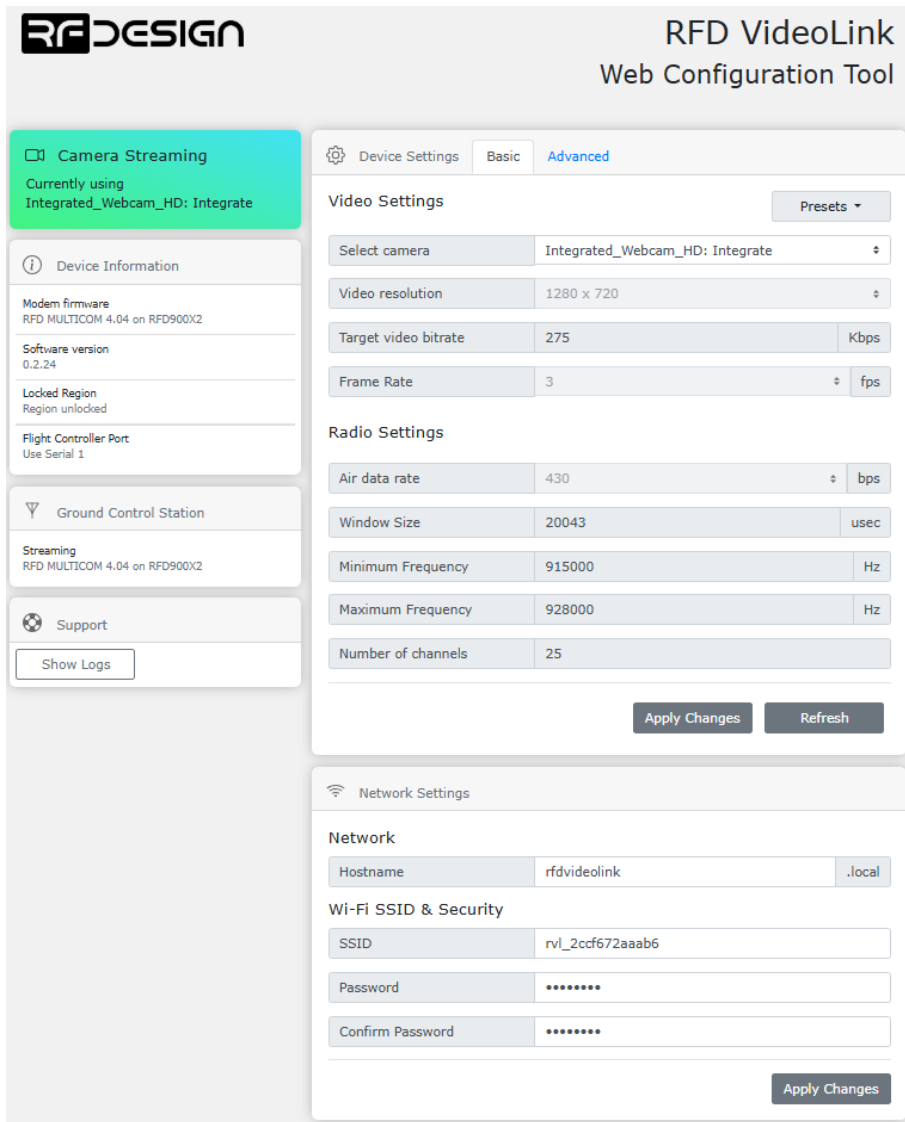 RFDESIGN
RFD VideoLink
Web Configuration Tool
Camera Streaming
Currently using
Integrated_Webcam_HD: Integrate
Device Information
Modem firmware
RFD MULTICOM 4.04 on RFD900X2
Software version
0.2.24
Locked Region
Region unlocked
Flight Controller Port
Use Serial 1
Ground Control Station
Streaming
RFD MULTICOM 4.04 on RFD900X2
Support
Show Logs
Device Settings Basic Advanced
Video Settings Presets
Select camera Integrated_Webcam_HD: Integrate
Video resolution 1280 x 720
Target video bitrate 275 Kbps
Frame Rate 3 fps
Radio Settings
Air data rate 430 bps
Window Size 20043 usec
Minimum Frequency 915000 Hz
Maximum Frequency 928000 Hz
Number of channels 25
Apply Changes Refresh
Network Settings
Network
Hostname rfdvideolink .local
Wi-Fi SSID & Security
SSID rvl_2ccf672aaab6
Password ••••••••
Confirm Password ••••••••
Apply Changes